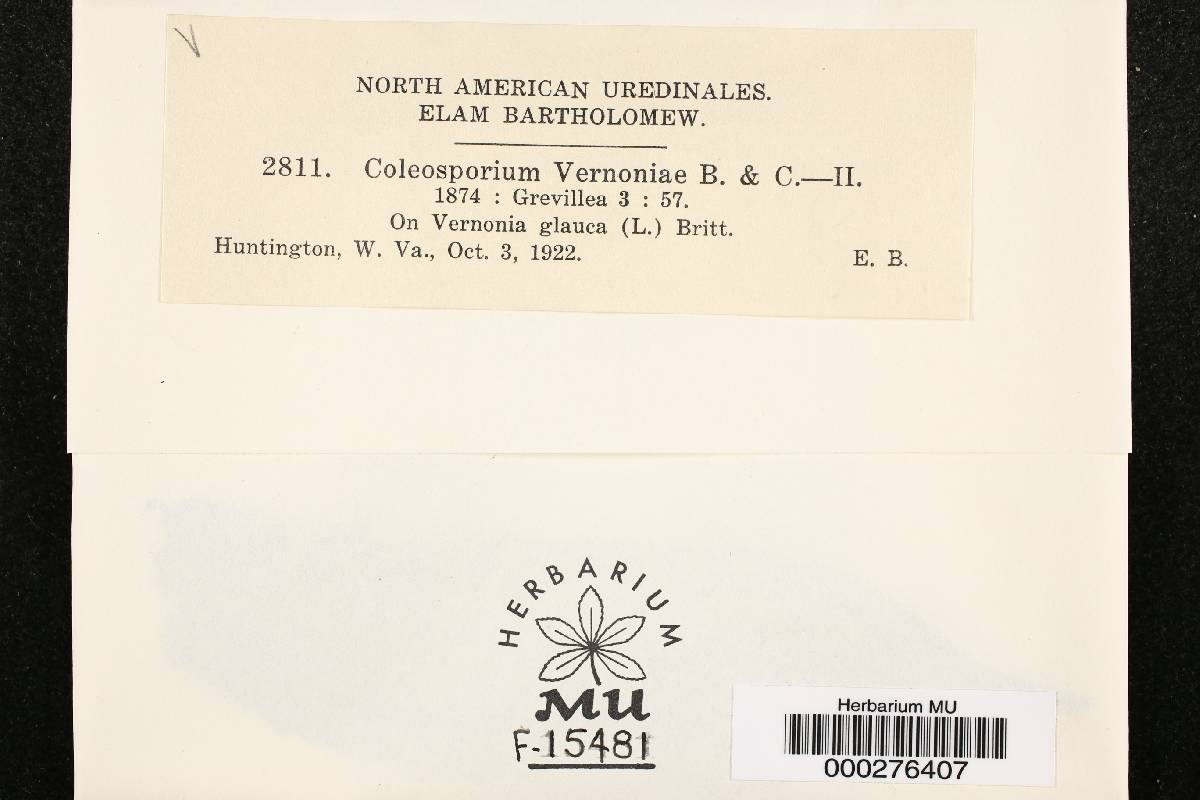 V
NORTH AMERICAN UREDINALES.
ELAM BARTHOLOMEW.
2811. Coleosporium Vernoniae B. & C.—II.
1874 : Grevillea 3 : 57.
On Vernonia glauca (L.) Britt.
Huntington, W. Va., Oct. 3, 1922. E. B.
HERBARIUM
MU
F-15481
Herbarium MU
000276407